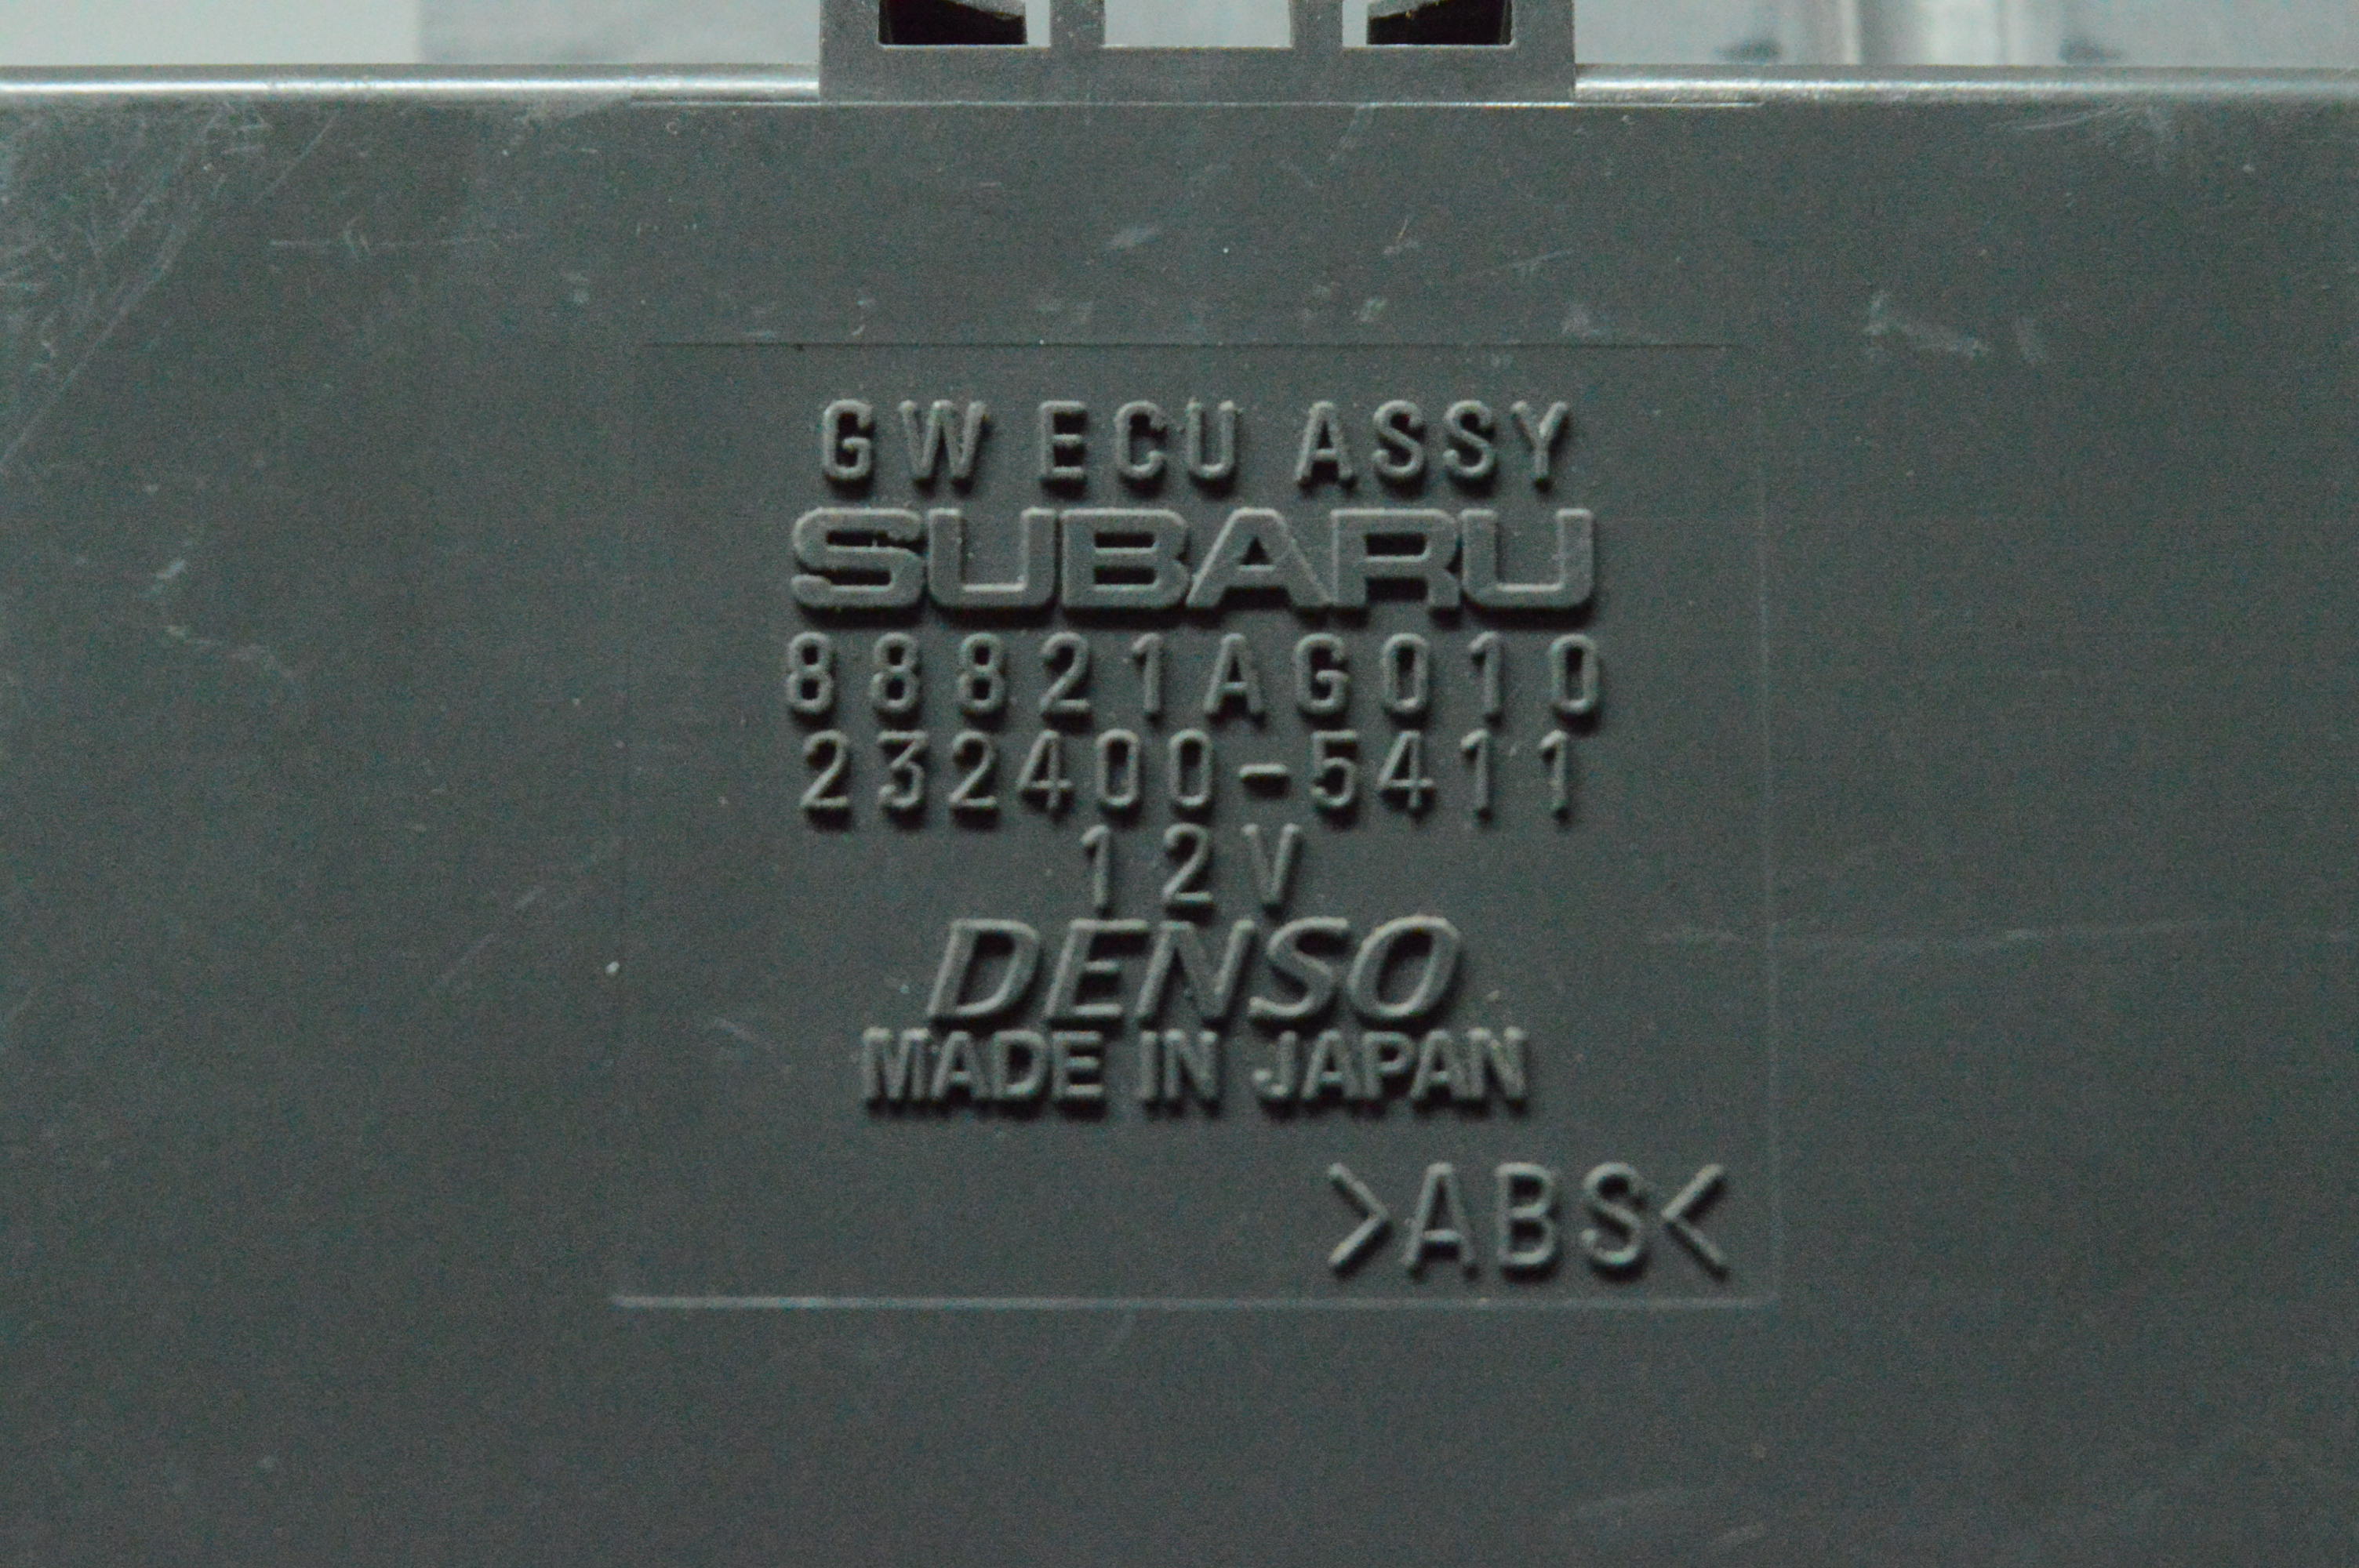 GW ECU ASSY
SUBARU
88821AG010
232400-5411
12V
DENSO
MADE IN JAPAN
>ABS<